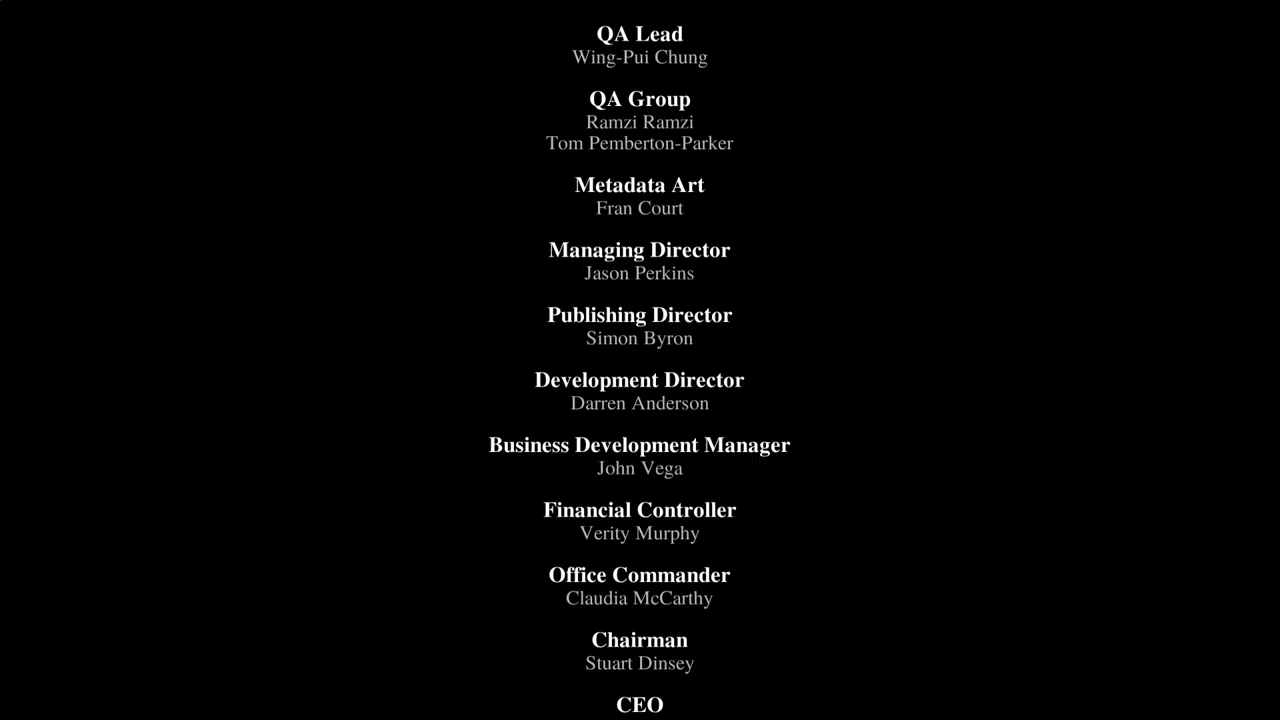 QA Lead
Wing-Pui Chung
QA Group
Ramzi Ramzi
Tom Pemberton-Parker
Metadata Art
Fran Court
Managing Director
Jason Perkins
Publishing Director
Simon Byron
Development Director
Darren Anderson
Business Development Manager
John Vega
Financial Controller
Verity Murphy
Office Commander
Claudia McCarthy
Chairman
Stuart Dinsey
CEO